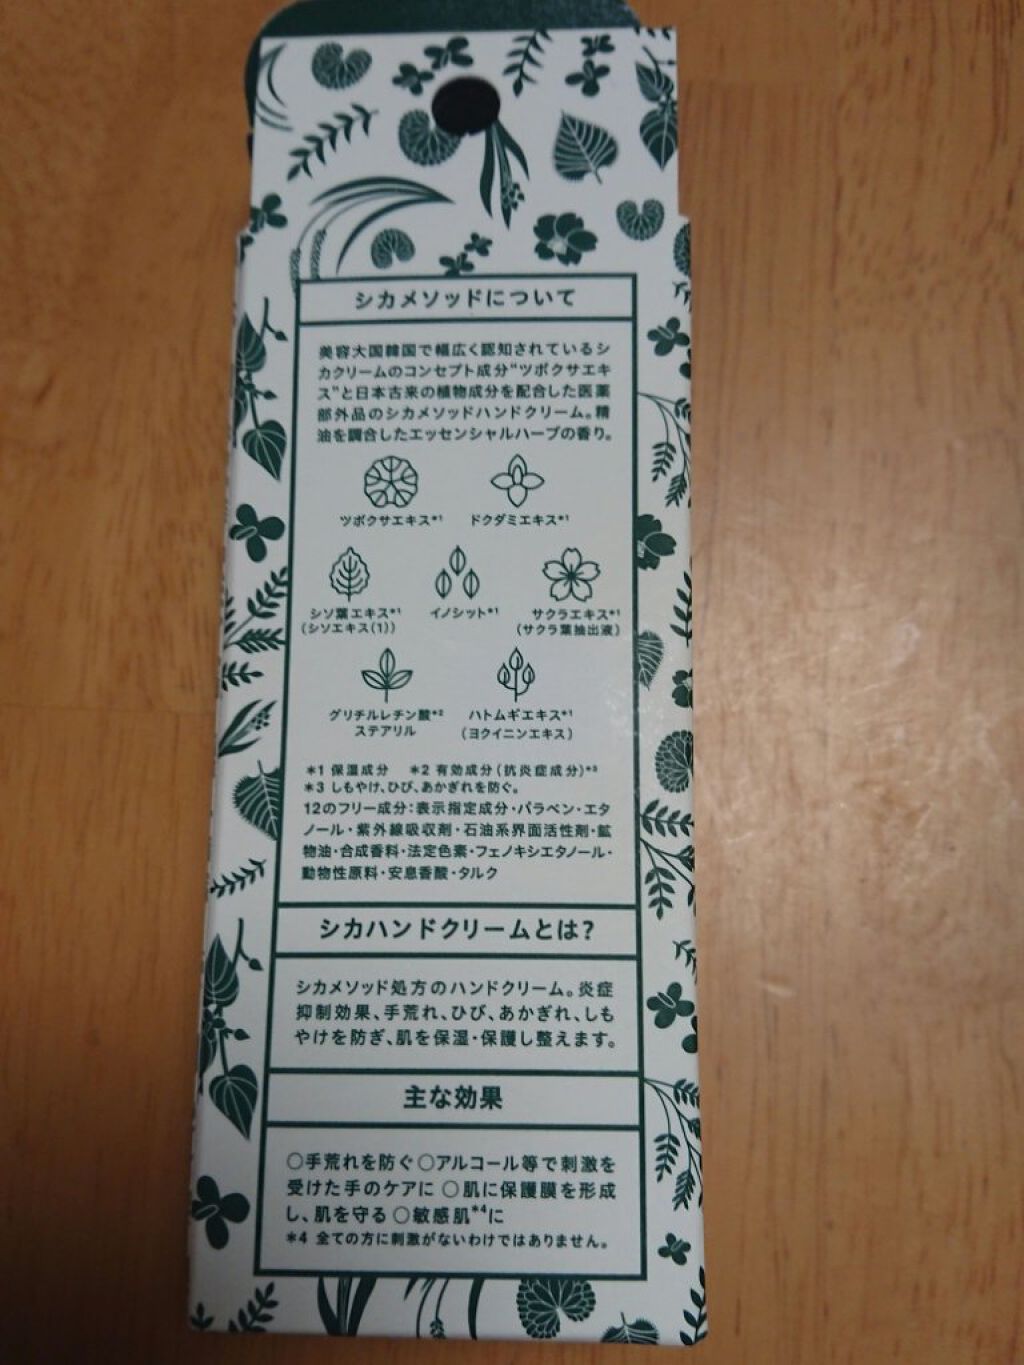 シカメソッドについて
美容大国韓国で幅広く認知されているシ
カクリームのコンセプト成分“ツボクサエキ
ス”と日本古来の植物成分を配合した医薬
部外品のシカメソッドハンドクリーム。精
油を調合したエッセンシャルハーブの香り。
ツボクサエキス*1 ドクダミエキス*1
シソ葉エキス*1 イノシット*1 サクラエキス*1
(シソエキス(1)) (サクラ葉抽出液)
グリチルレチン酸*2 ハトムギエキス*1
ステアリル (ヨクイニンエキス)
*1 保湿成分 *2 有効成分(抗炎症成分)*3
*3 しもやけ、ひび、あかぎれを防ぐ。
12のフリー成分:表示指定成分・パラベン・エタ
ノール・紫外線吸収剤・石油系界面活性剤・鉱
物油・合成香料・法定色素・フェノキシエタノール・
動物性原料・安息香酸・タルク
シカハンドクリームとは?
シカメソッド処方のハンドクリーム。炎症
抑制効果、手荒れ、ひび、あかぎれ、しも
やけを防ぎ、肌を保湿・保護し整えます。
主な効果
○手荒れを防ぐ○アルコール等で刺激を
受けた手のケアに ○肌に保護膜を形成
し、肌を守る ○敏感肌*4に
*4 全ての方に刺激がないわけではありません。